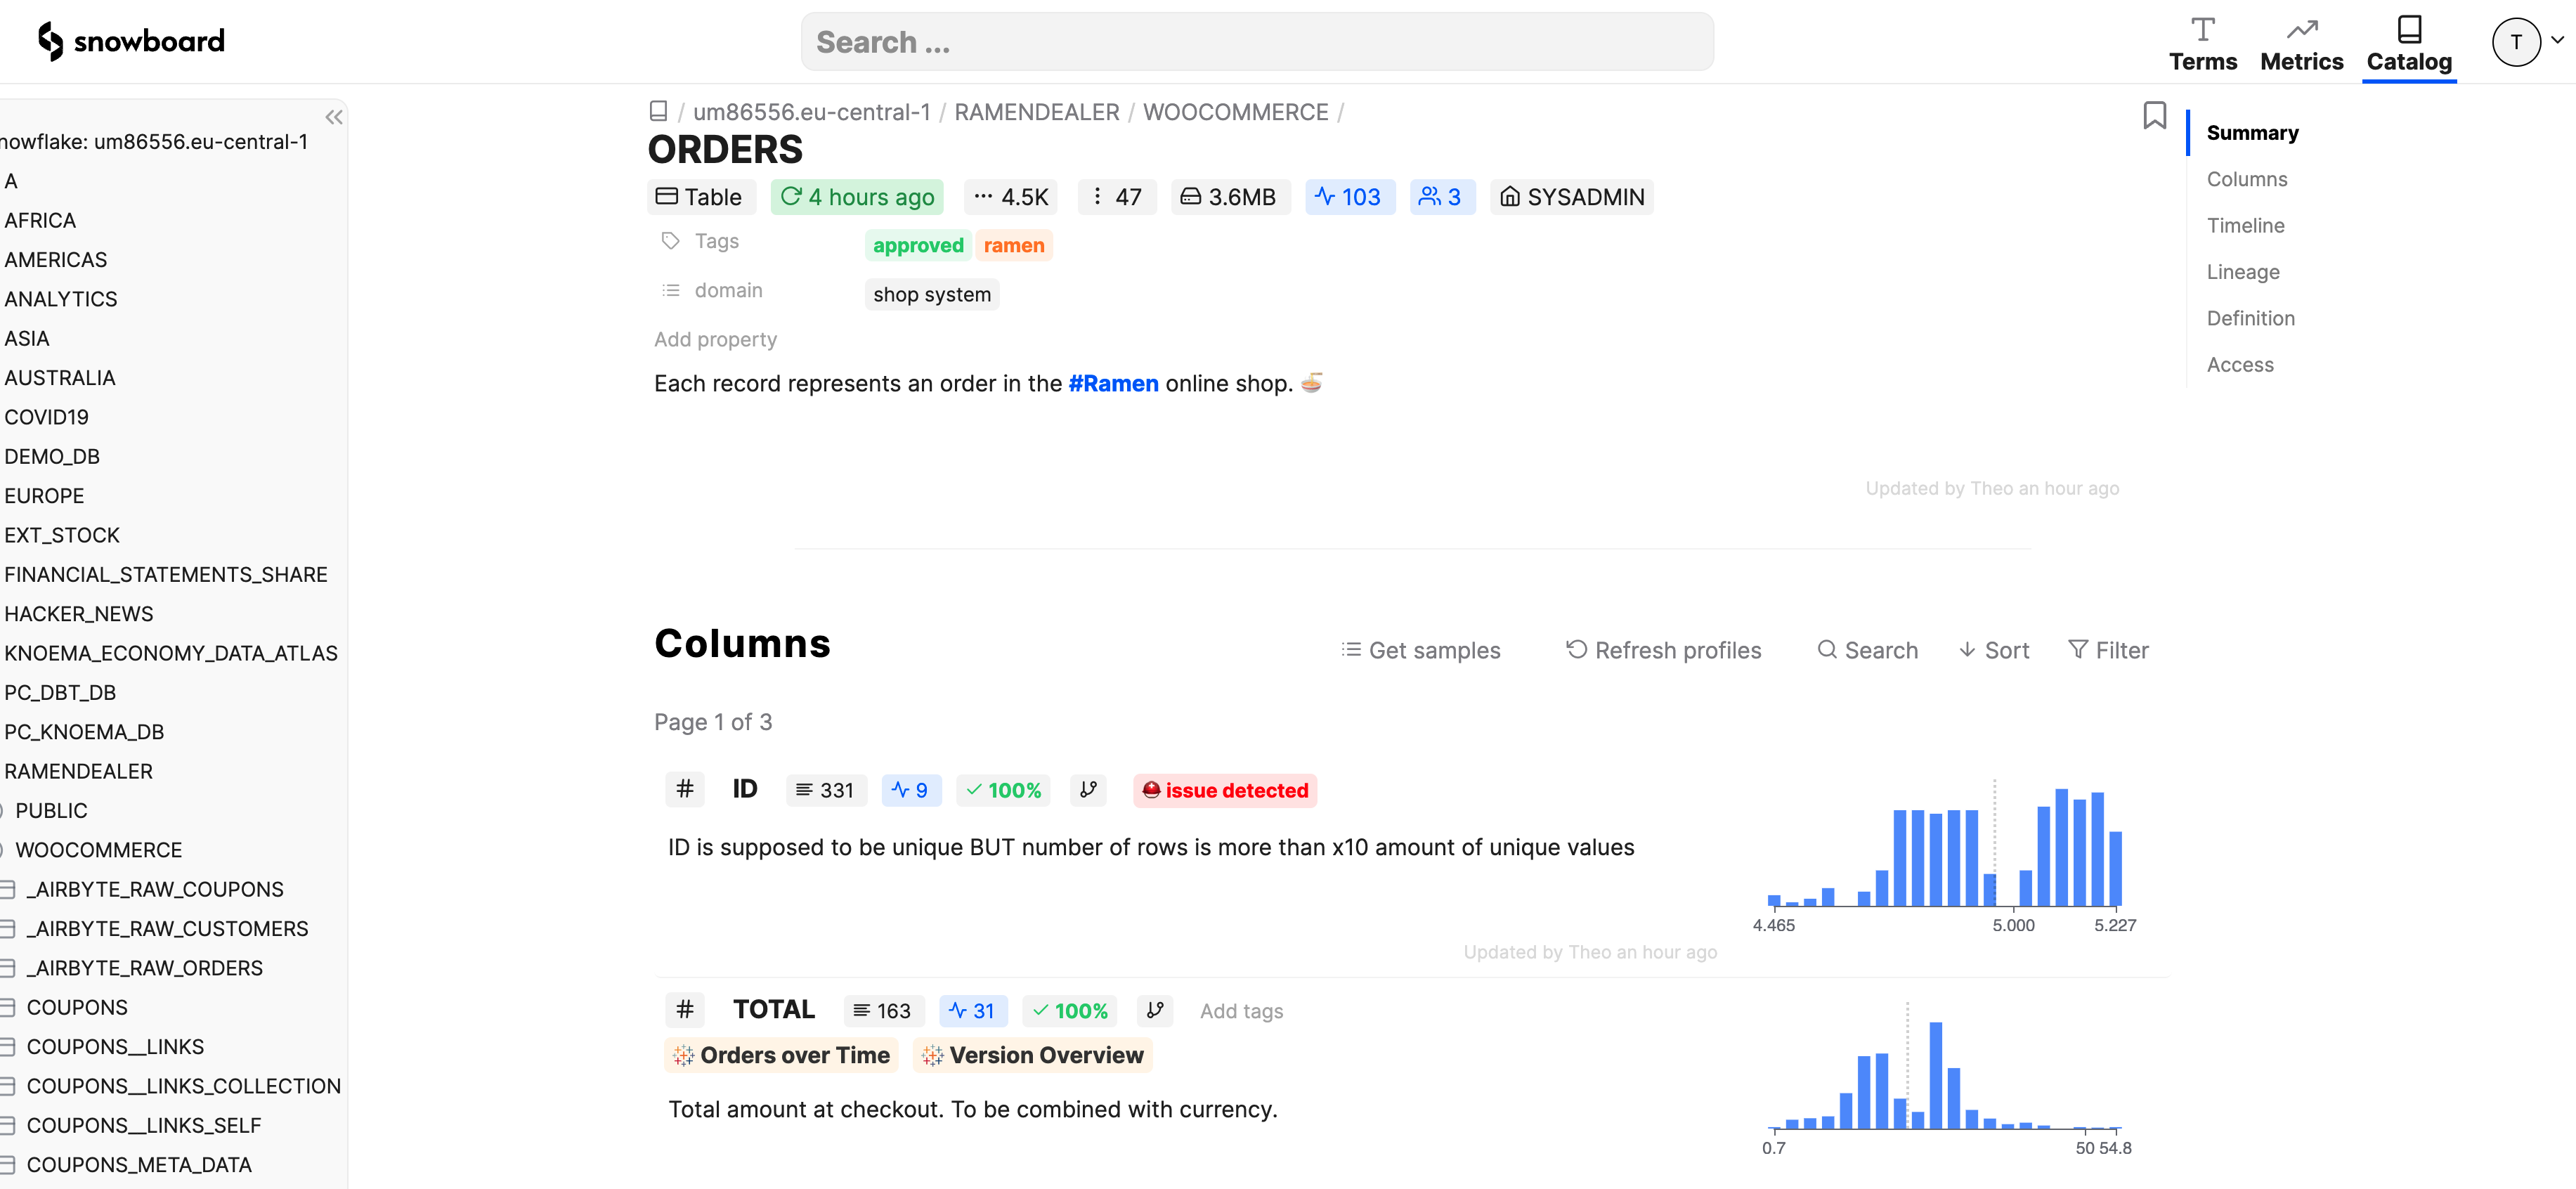 snowboard
Search ...
Terms
Metrics
Catalog
T
nowflake: um86556.eu-central-1
A
AFRICA
AMERICAS
ANALYTICS
ASIA
AUSTRALIA
COVID19
DEMO_DB
EUROPE
EXT_STOCK
FINANCIAL_STATEMENTS_SHARE
HACKER_NEWS
KNOEMA_ECONOMY_DATA_ATLAS
PC_DBT_DB
PC_KNOEMA_DB
RAMENDEALER
PUBLIC
WOOCOMMERCE
_AIRBYTE_RAW_COUPONS
_AIRBYTE_RAW_CUSTOMERS
_AIRBYTE_RAW_ORDERS
COUPONS
COUPONS__LINKS
COUPONS__LINKS_COLLECTION
COUPONS__LINKS_SELF
COUPONS_META_DATA
/ um86556.eu-central-1 / RAMENDEALER / WOOCOMMERCE /
ORDERS
Table 4 hours ago 4.5K 47 3.6MB 103 3 SYSADMIN
Tags approved ramen
domain shop system
Add property
Each record represents an order in the #Ramen online shop. 🍜
Updated by Theo an hour ago
Columns
Get samples Refresh profiles Search Sort Filter
Page 1 of 3
# ID 331 9 100% issue detected
ID is supposed to be unique BUT number of rows is more than x10 amount of unique values
4.465 5.000 5.227
Updated by Theo an hour ago
# TOTAL 163 31 100% Add tags
Orders over Time Version Overview
Total amount at checkout. To be combined with currency.
0.7 50 54.8
Summary
Columns
Timeline
Lineage
Definition
Access